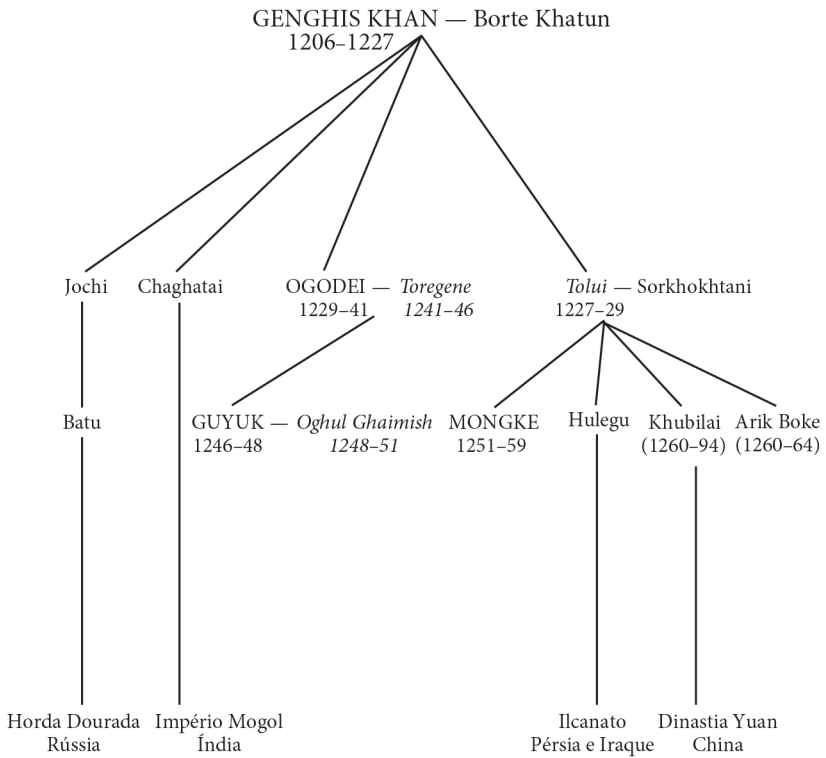 GENGHIS KHAN — Borte Khatun
1206–1227
Jochi
Chaghatai
OGODEI — Toregene
1229–41 1241–46
Tolui — Sorkhokhtani
1227–29
Batu
GUYUK — Oghul Ghaimish
1246–48 1248–51
MONGKE
1251–59
Hulegu
Khubilai
(1260–94)
Arik Boke
(1260–64)
Horda Dourada
Rússia
Império Mogol
Índia
Ilcanato
Pérsia e Iraque
Dinastia Yuan
China